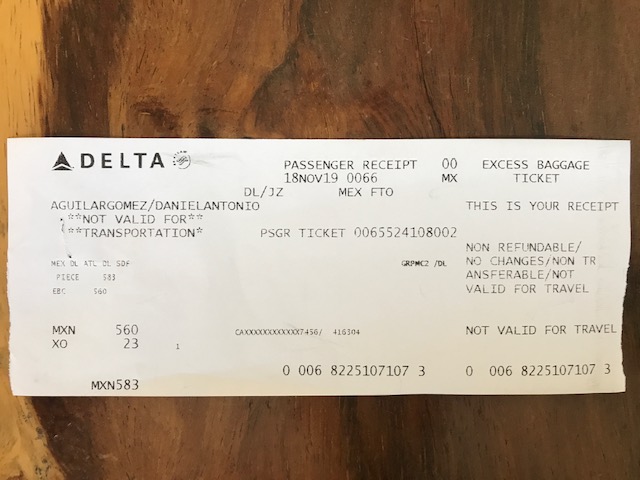 DELTA
PASSENGER RECEIPT 00 EXCESS BAGGAGE
18NOV19 0066 MX TICKET
DL/JZ MEX FTO
AGUILARGOMEZ/DANIELANTONIO THIS IS YOUR RECEIPT
**NOT VALID FOR**
**TRANSPORTATION* PSGR TICKET 0065524108002
NON REFUNDABLE/
MEX DL ATL DL SDF GRPMC2 /DL NO CHANGES/NON TR
PIECE 583 ANSFERABLE/NOT
EBC 560 VALID FOR TRAVEL
MXN 560 CAXXXXXXXXXXXX7456/ 416304 NOT VALID FOR TRAVEL
XO 23 1
0 006 8225107107 3 0 006 8225107107 3
MXN583